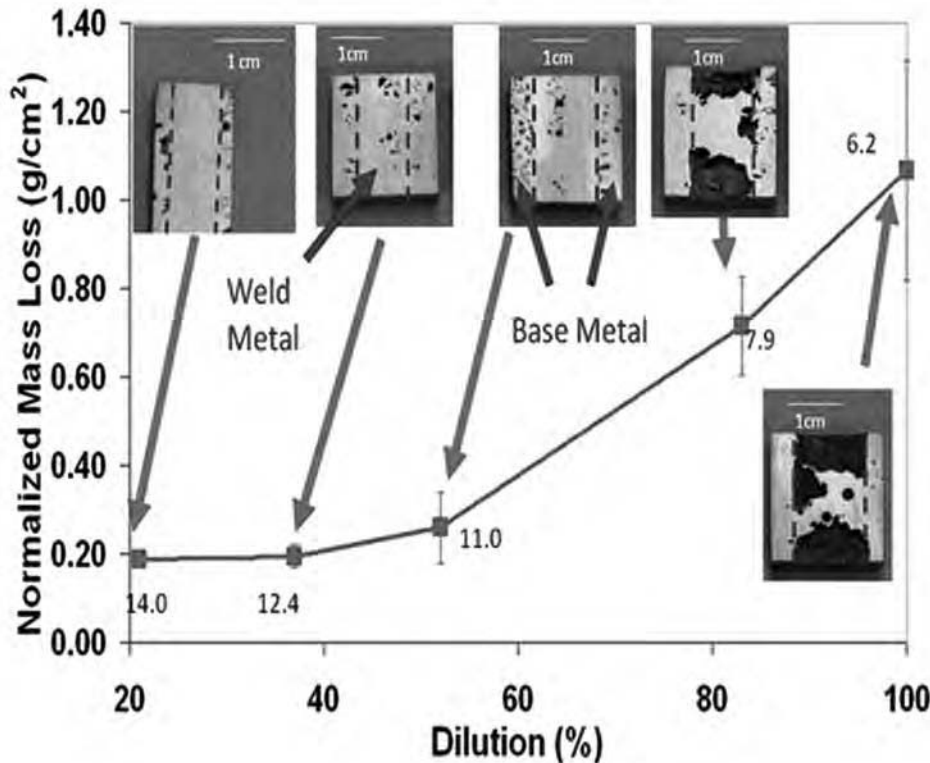 Normalized Mass Loss (g/cm²)
1.40
1.20
1.00
0.80
0.60
0.40
0.20
0.00
1cm
1cm
1cm
1cm
1cm
Weld
Metal
Base Metal
14.0
12.4
11.0
7.9
6.2
20
40
60
80
100
Dilution (%)